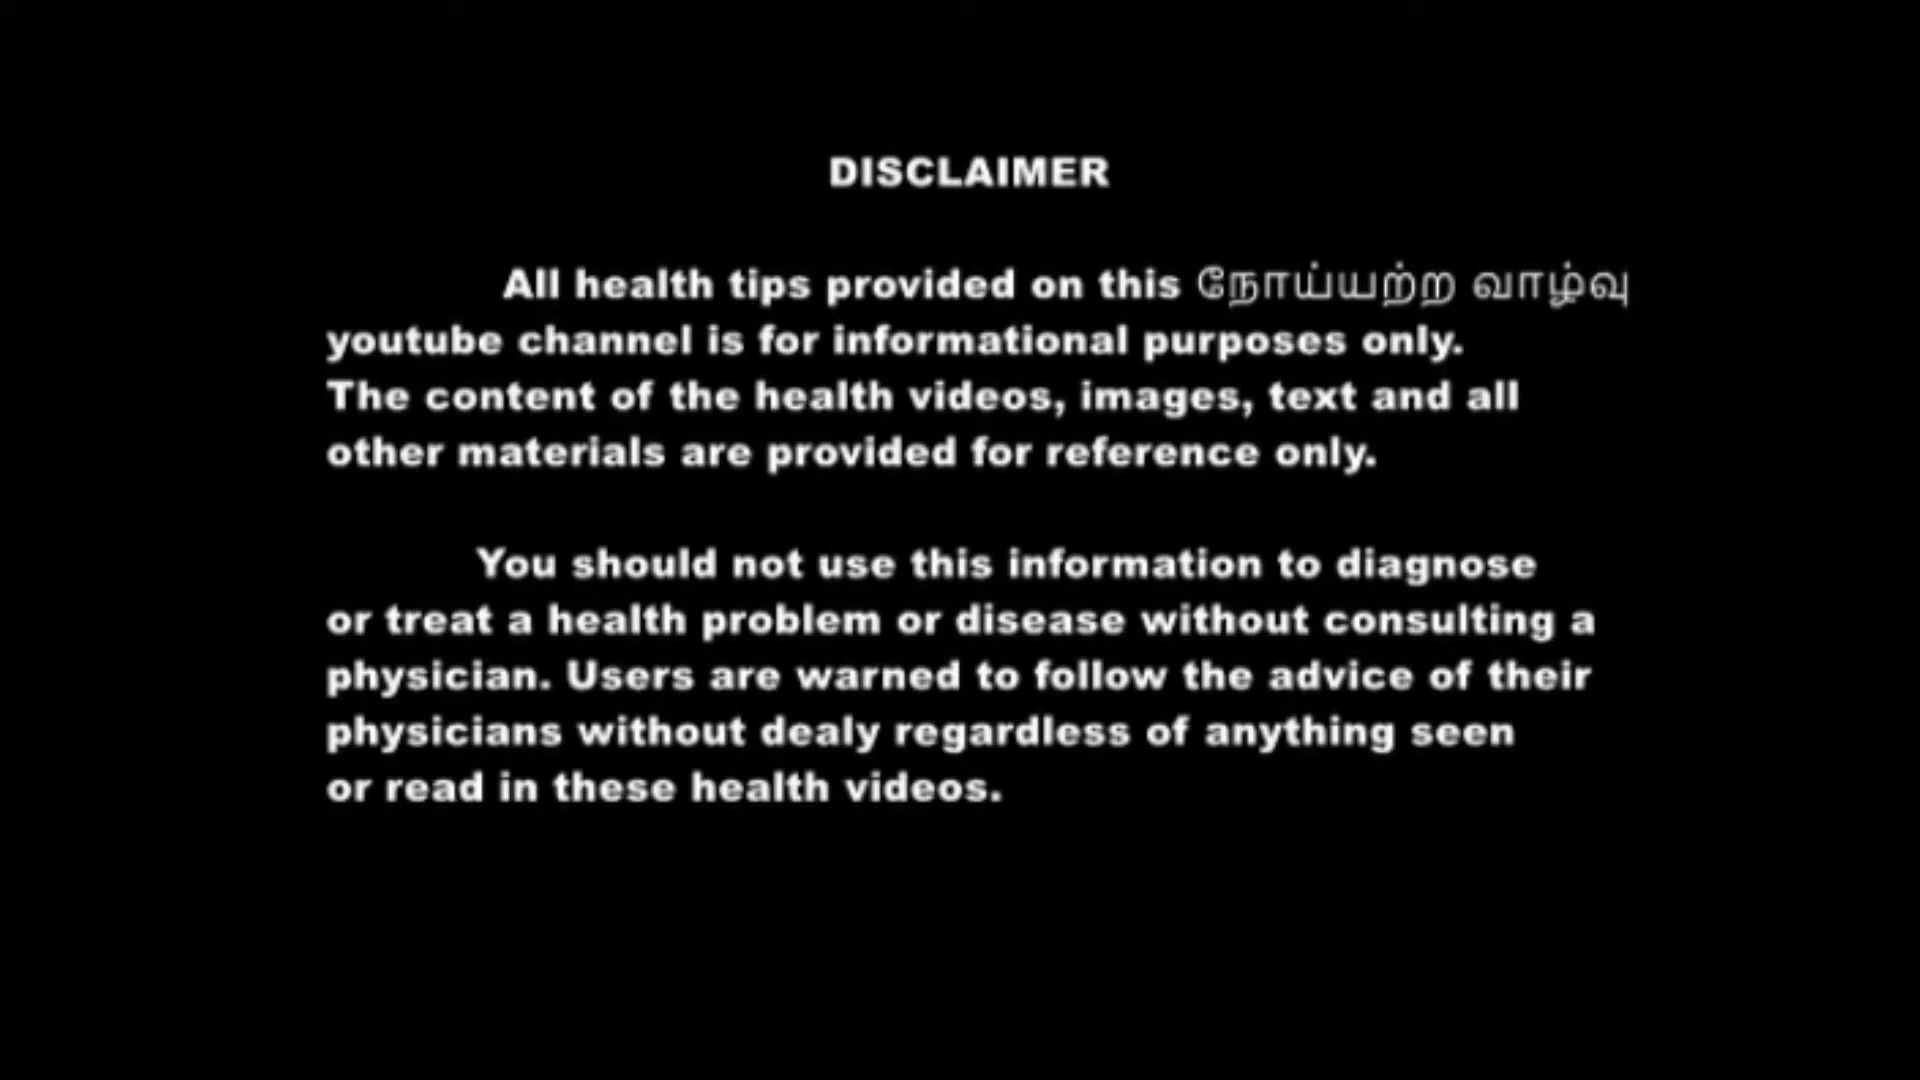 DISCLAIMER
All health tips provided on this நோய்யற்ற வாழ்வு
youtube channel is for informational purposes only.
The content of the health videos, images, text and all
other materials are provided for reference only.
You should not use this information to diagnose
or treat a health problem or disease without consulting a
physician. Users are warned to follow the advice of their
physicians without dealy regardless of anything seen
or read in these health videos.